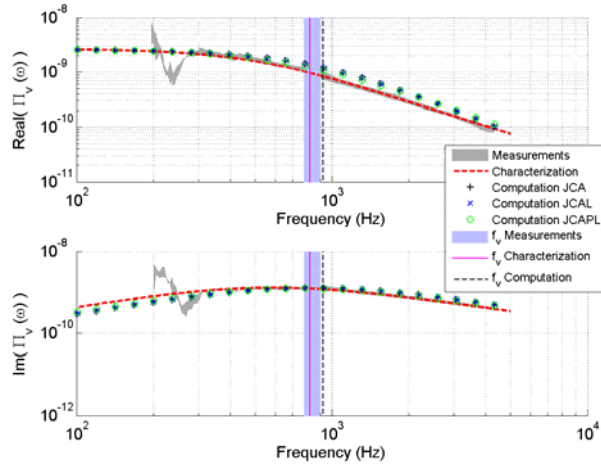 10^-8
10^-9
10^-10
10^-11
Real( Π_v (ω) )
10^2
10^3
Frequency (Hz)
Measurements
Characterization
Computation JCA
Computation JCAL
Computation JCAPL
f_v Measurements
f_v Characterization
f_v Computation
10^-8
10^-10
10^-12
Im( Π_v (ω) )
10^2
10^3
10^4
Frequency (Hz)